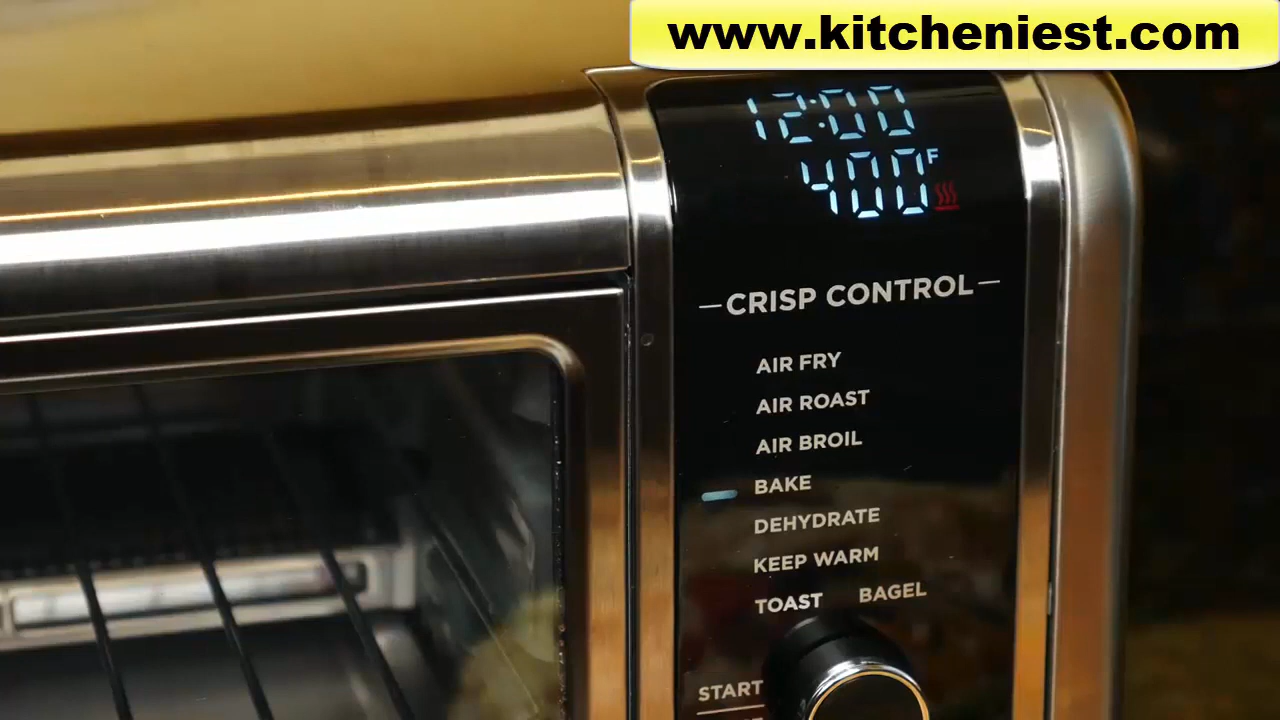 www.kitcheniest.com
12:00
400 F
CRISP CONTROL
AIR FRY
AIR ROAST
AIR BROIL
BAKE
DEHYDRATE
KEEP WARM
TOAST BAGEL
START